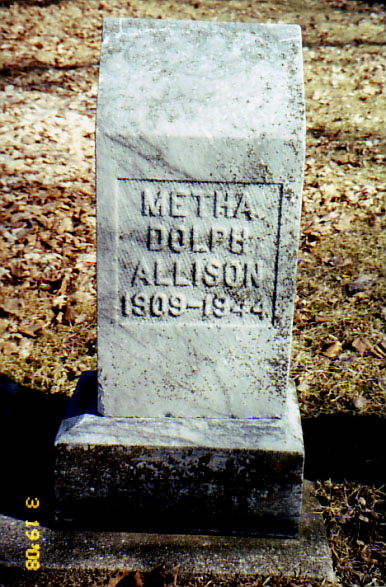 METHA
DOLPH
ALLISON
1909-1944
3 19 '08